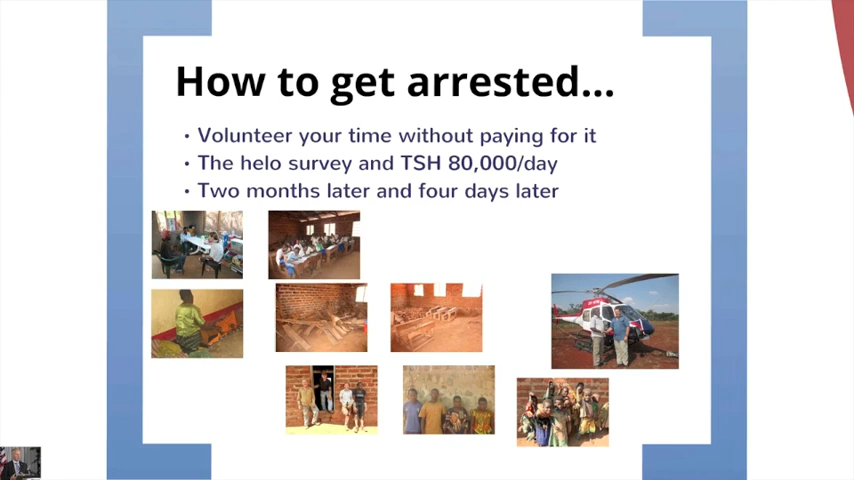 How to get arrested...
• Volunteer your time without paying for it
• The helo survey and TSH 80,000/day
• Two months later and four days later